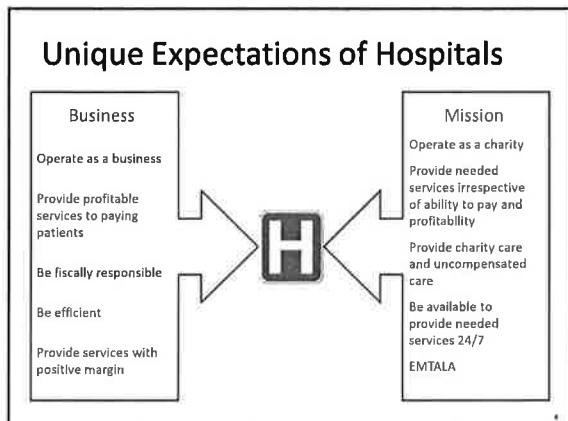 Unique Expectations of Hospitals
Business
Operate as a business
Provide profitable
services to paying
patients
Be fiscally responsible
Be efficient
Provide services with
positive margin
H
Mission
Operate as a charity
Provide needed
services irrespective
of ability to pay and
profitability
Provide charity care
and uncompensated
care
Be available to
provide needed
services 24/7
EMTALA